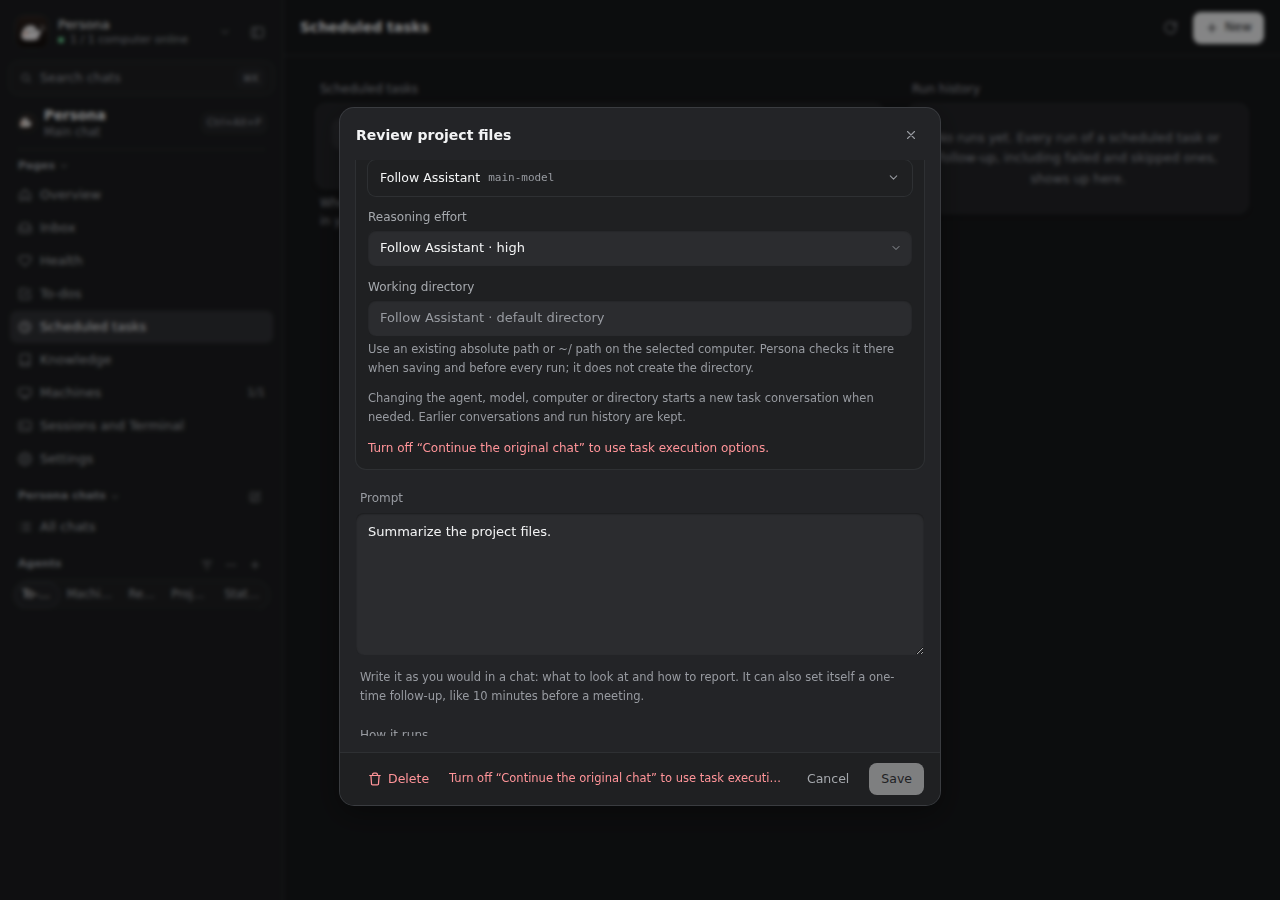 Persona
1 / 1 computer online
Search chats
⌘K
Persona
Main chat
Ctrl+Alt+P
Pages
Overview
Inbox
Health
To-dos
Scheduled tasks
Knowledge
Machines
1/1
Sessions and Terminal
Settings
Persona chats
All chats
Agents
To-...
Machi...
Re...
Proj...
Stat...
Scheduled tasks
New
Scheduled tasks
Run history
runs yet. Every run of a scheduled task or
follow-up, including failed and skipped ones,
shows up here.
Review project files
Follow Assistant main-model
Reasoning effort
Follow Assistant · high
Working directory
Follow Assistant · default directory
Use an existing absolute path or ~/ path on the selected computer. Persona checks it there
when saving and before every run; it does not create the directory.
Changing the agent, model, computer or directory starts a new task conversation when
needed. Earlier conversations and run history are kept.
Turn off “Continue the original chat” to use task execution options.
Prompt
Summarize the project files.
Write it as you would in a chat: what to look at and how to report. It can also set itself a one-
time follow-up, like 10 minutes before a meeting.
How it runs
Delete
Turn off “Continue the original chat” to use task executi...
Cancel
Save